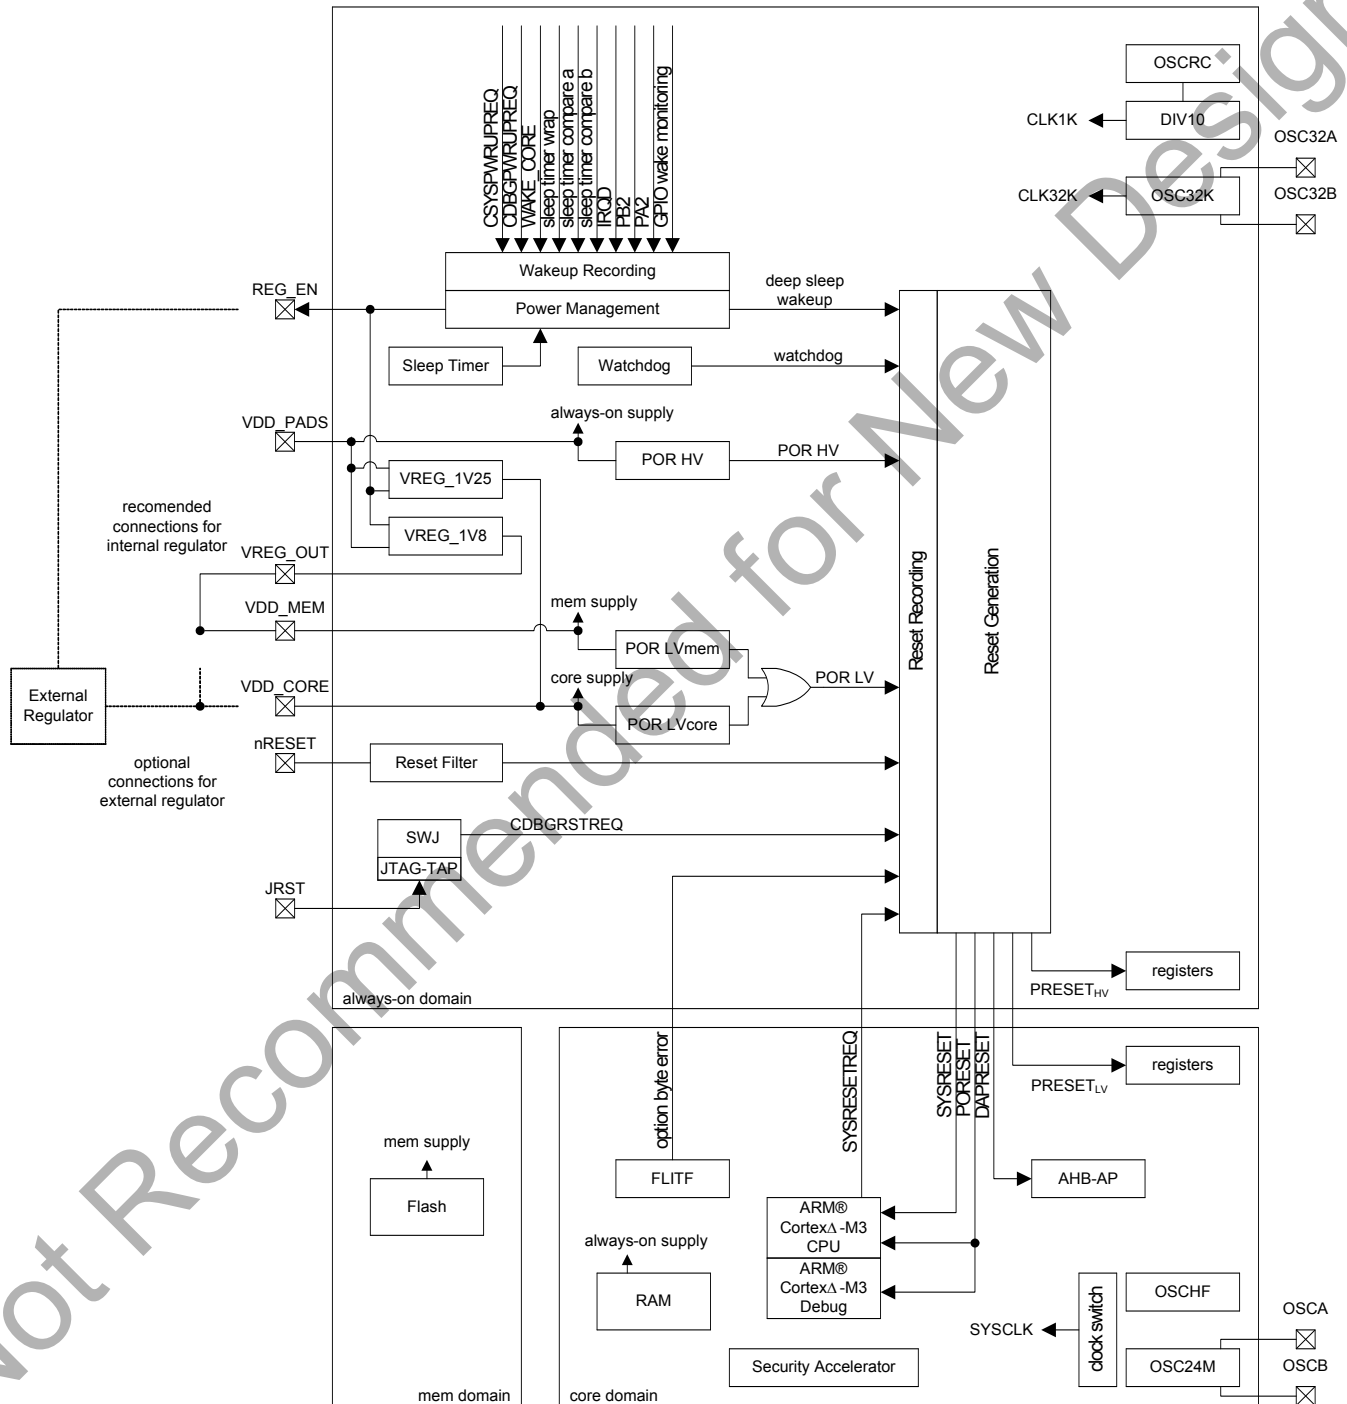 CSYSPWRUPREQ
CDBGPWRUPREQ
WAKE_CORE
sleep timer wrap
sleep timer compare a
sleep timer compare b
IRQD
PB2
PA2
GPIO wake monitoring
OSCRC
CLK1K
DIV10
OSC32A
CLK32K
OSC32K
OSC32B
Wakeup Recording
REG_EN
Power Management
deep sleep
wakeup
Sleep Timer
Watchdog
watchdog
VDD_PADS
always-on supply
POR HV
POR HV
VREG_1V25
recomended
connections for
internal regulator
VREG_1V8
VREG_OUT
Reset Recording
Reset Generation
VDD_MEM
mem supply
POR LVmem
External
Regulator
VDD_CORE
core supply
POR LV
POR LVcore
nRESET
Reset Filter
optional
connections for
external regulator
SWJ
CDBGRSTREQ
JTAG-TAP
JRST
registers
PRESETHV
always-on domain
option byte error
SYSRESETREQ
SYSRESET
PORESET
DAPRESET
registers
PRESETLV
mem supply
Flash
FLITF
AHB-AP
ARM®
Cortex∆ -M3
CPU
always-on supply
RAM
ARM®
Cortex∆ -M3
Debug
SYSCLK
clock switch
OSCHF
OSCA
Security Accelerator
OSC24M
OSCB
mem domain
core domain
Not Recommended for New Design